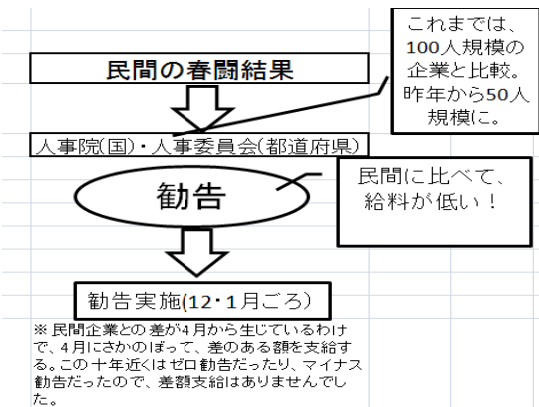 これまでは、
100人規模の
企業と比較。
昨年から50人
規模に。
民間の春闘結果
人事院(国)・人事委員会(都道府県)
勧告
民間に比べて、
給料が低い！
勧告実施(12・1月ごろ)
※民間企業との差が4月から生じているわけ
で、4月にさかのぼって、差のある額を支給す
る。この十年近くはゼロ勧告だったり、マイナス
勧告だったので、差額支給はありませんでし
た。